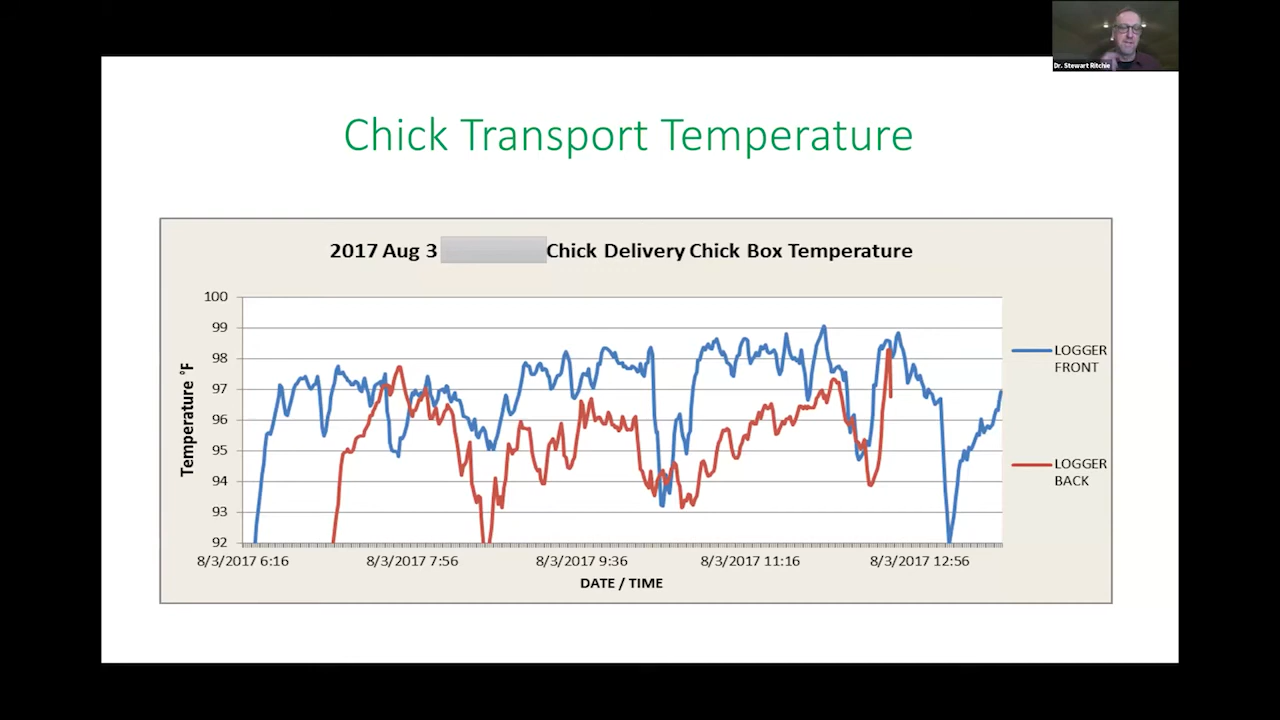 Dr. Stewart Ritchie
Chick Transport Temperature
2017 Aug 3 Chick Delivery Chick Box Temperature
100
99
98
97
96
95
94
93
92
Temperature °F
8/3/2017 6:16
8/3/2017 7:56
8/3/2017 9:36
8/3/2017 11:16
8/3/2017 12:56
DATE / TIME
LOGGER
FRONT
LOGGER
BACK